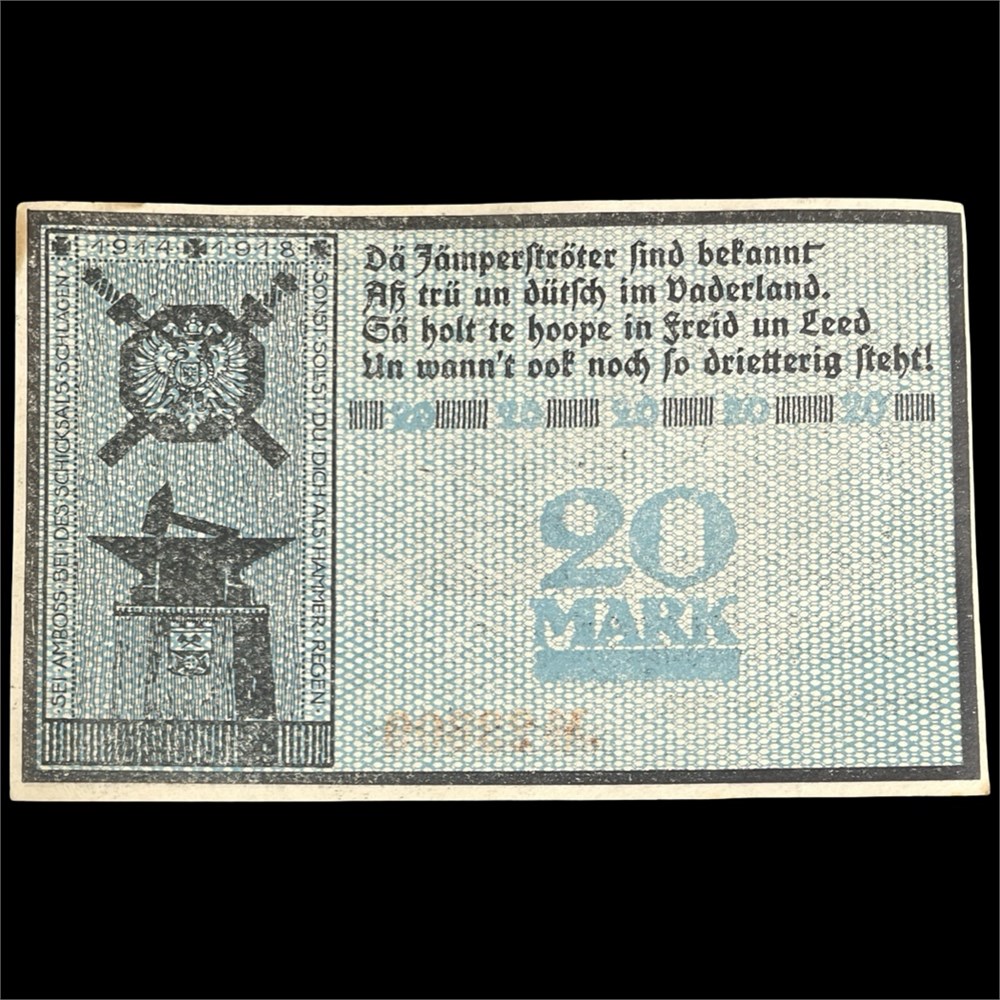 1914 1918
SEI·AMBOSS·BEI·DES·SCHICKSALS·SCHLAGEN·
SONST·SOLLST·DU·DICH·ALS·HAMMER·REGEN·
Dä Jämperströter sind bekannt
Aß trü un dütsch im Vaderland.
Sä holt te hoope in Freid un Leed
Un wann't ook noch so drietterig steht!
20 20 20 20 20
20
MARK